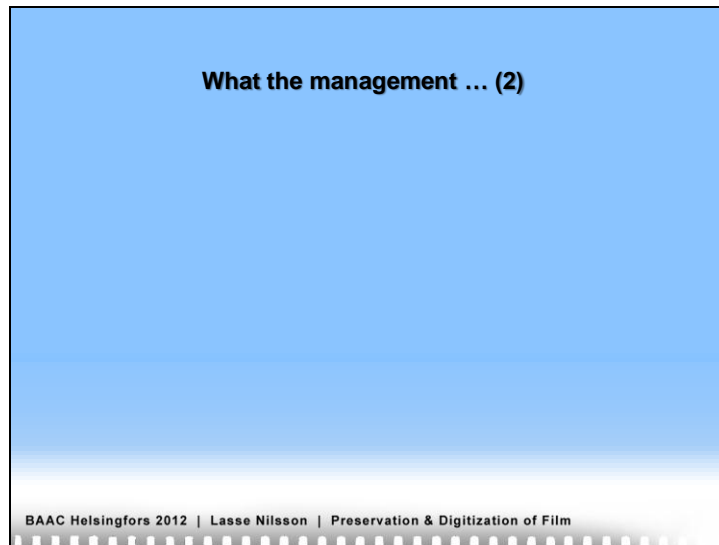 What the management … (2)
BAAC Helsingfors 2012 | Lasse Nilsson | Preservation & Digitization of Film